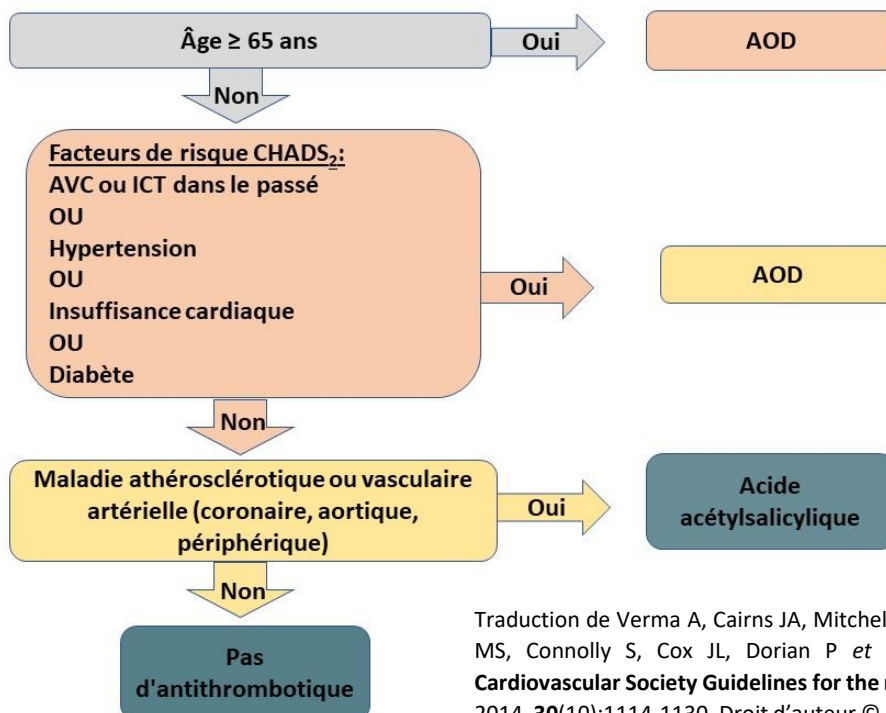 Âge ≥ 65 ans
Oui
AOD
Non
Facteurs de risque CHADS2:
AVC ou ICT dans le passé
OU
Hypertension
OU
Insuffisance cardiaque
OU
Diabète
Oui
AOD
Non
Maladie athérosclérotique ou vasculaire
artérielle (coronaire, aortique,
périphérique)
Oui
Acide
acétylsalicylique
Non
Pas
d'antithrombotique
Traduction de Verma A, Cairns JA, Mitchel
MS, Connolly S, Cox JL, Dorian P et
Cardiovascular Society Guidelines for the
2014, 30(10):1114-1130. Droit d'auteur ©